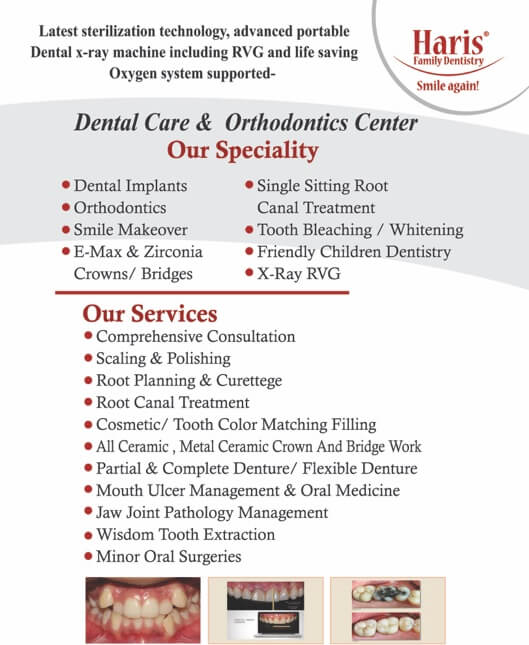 Latest sterilization technology, advanced portable
Dental x-ray machine including RVG and life saving
Oxygen system supported-
Haris®
Family Dentistry
Smile again!
Dental Care & Orthodontics Center
Our Speciality
Dental Implants
Orthodontics
Smile Makeover
E-Max & Zirconia
Crowns/ Bridges
Single Sitting Root
Canal Treatment
Tooth Bleaching / Whitening
Friendly Children Dentistry
X-Ray RVG
Our Services
Comprehensive Consultation
Scaling & Polishing
Root Planning & Curettege
Root Canal Treatment
Cosmetic/ Tooth Color Matching Filling
All Ceramic , Metal Ceramic Crown And Bridge Work
Partial & Complete Denture/ Flexible Denture
Mouth Ulcer Management & Oral Medicine
Jaw Joint Pathology Management
Wisdom Tooth Extraction
Minor Oral Surgeries